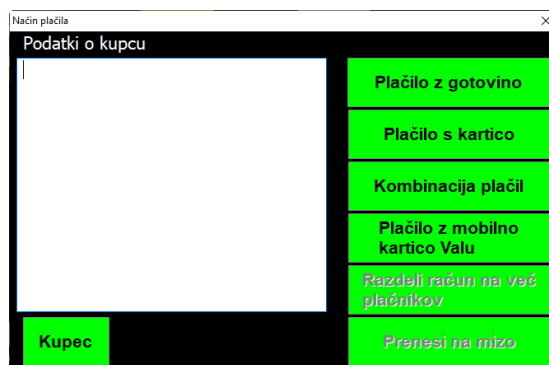 Način plačila
Podatki o kupcu
Plačilo z gotovino
Plačilo s kartico
Kombinacija plačil
Plačilo z mobilno
kartico Valu
Razdeli račun na več
plačnikov
Kupec
Prenesi na mizo